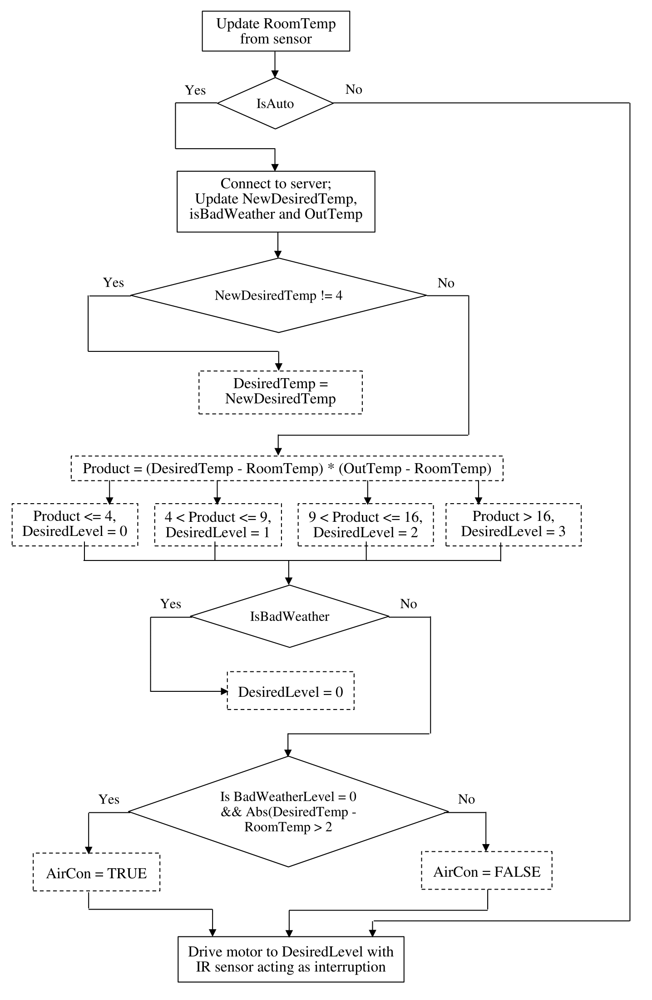 Update RoomTemp
from sensor
Yes
No
IsAuto
Connect to server;
Update NewDesiredTemp,
isBadWeather and OutTemp
Yes
No
NewDesiredTemp != 4
DesiredTemp =
NewDesiredTemp
Product = (DesiredTemp - RoomTemp) * (OutTemp - RoomTemp)
Product <= 4,
DesiredLevel = 0
4 < Product <= 9,
DesiredLevel = 1
9 < Product <= 16,
DesiredLevel = 2
Product > 16,
DesiredLevel = 3
Yes
No
IsBadWeather
DesiredLevel = 0
Yes
No
Is BadWeatherLevel = 0
&& Abs(DesiredTemp -
RoomTemp > 2
AirCon = TRUE
AirCon = FALSE
Drive motor to DesiredLevel with
IR sensor acting as interruption